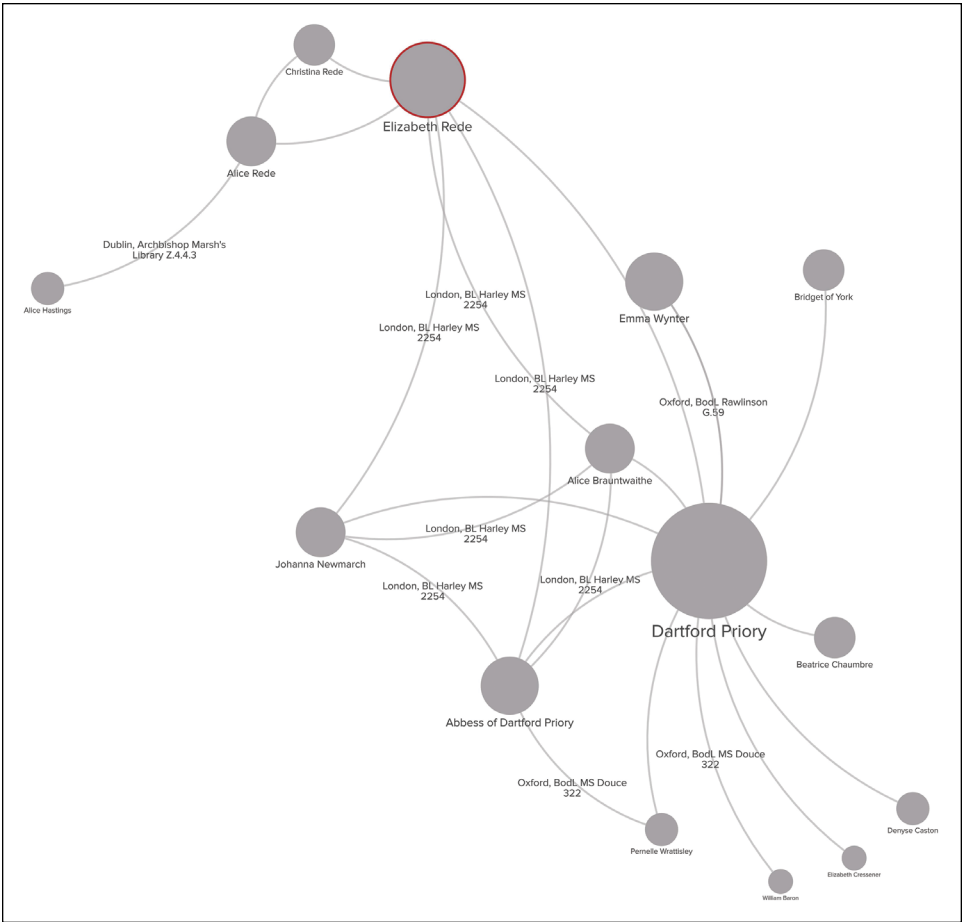 Christina Rede
Elizabeth Rede
Alice Rede
Dublin, Archbishop Marsh's
Library Z.4.4.3
Alice Hastings
London, BL Harley MS
2254
London, BL Harley MS
2254
Emma Wynter
Bridget of York
London, BL Harley MS
2254
Oxford, BodL Rawlinson
G.59
Alice Brauntwaithe
London, BL Harley MS
2254
Johanna Newmarch
London, BL Harley MS
2254
London, BL Harley MS
2254
Dartford Priory
Beatrice Chaumbre
Abbess of Dartford Priory
Oxford, BodL MS Douce
322
Oxford, BodL MS Douce
322
Denyse Caston
Pernelle Wrattisley
Elizabeth Cressener
William Baron